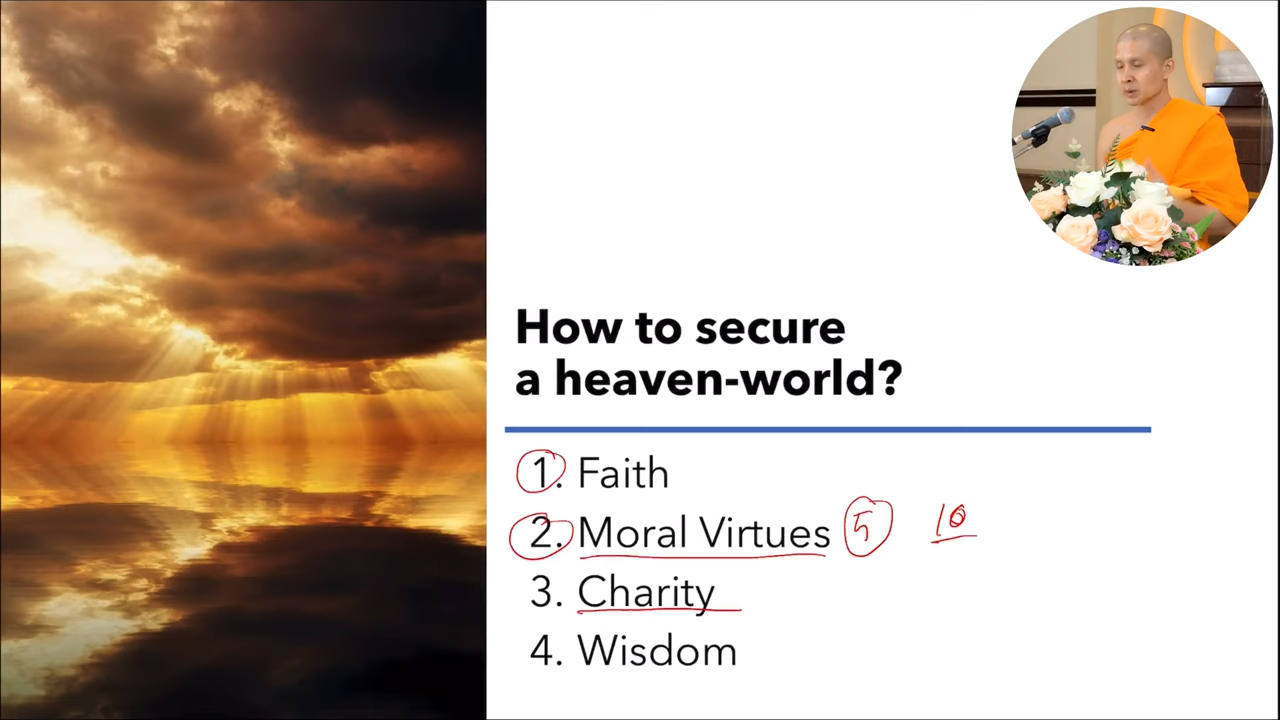 How to secure
a heaven-world?
1. Faith
2. Moral Virtues 5 10
3. Charity
4. Wisdom